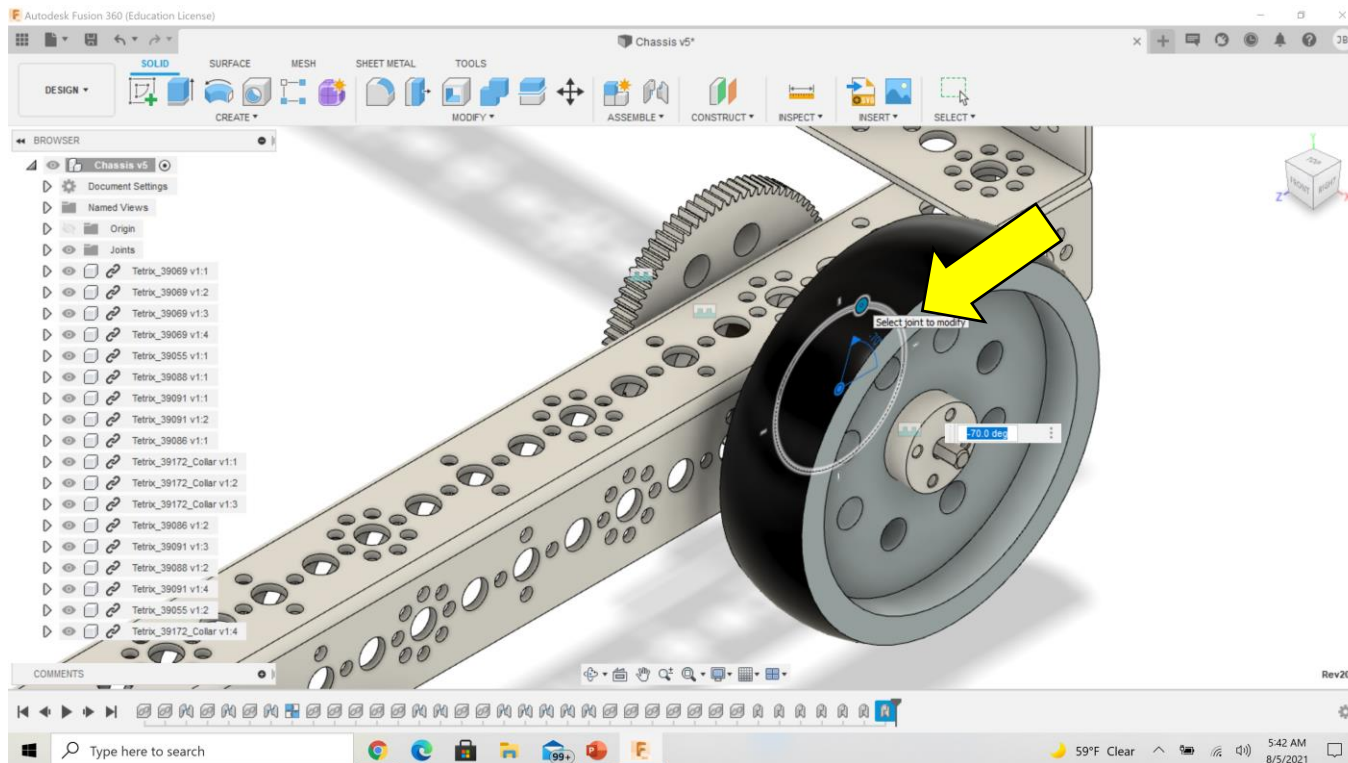 Autodesk Fusion 360 (Education License)
Chassis v5*
JB
SOLID SURFACE MESH SHEET METAL TOOLS
DESIGN
CREATE MODIFY ASSEMBLE CONSTRUCT INSPECT INSERT SELECT
BROWSER
Chassis v5
Document Settings
Named Views
Origin
Joints
Tetrix_39069 v1:1
Tetrix_39069 v1:2
Tetrix_39069 v1:3
Tetrix_39069 v1:4
Tetrix_39055 v1:1
Tetrix_39088 v1:1
Tetrix_39091 v1:1
Tetrix_39091 v1:2
Tetrix_39086 v1:1
Tetrix_39172_Collar v1:1
Tetrix_39172_Collar v1:2
Tetrix_39172_Collar v1:3
Tetrix_39086 v1:2
Tetrix_39091 v1:3
Tetrix_39088 v1:2
Tetrix_39091 v1:4
Tetrix_39055 v1:2
Tetrix_39172_Collar v1:4
Y
TOP
FRONT RIGHT
Z X
Select joint to modify
-70.0 deg
COMMENTS
Rev20
Type here to search
99+
59°F Clear
5:42 AM
8/5/2021